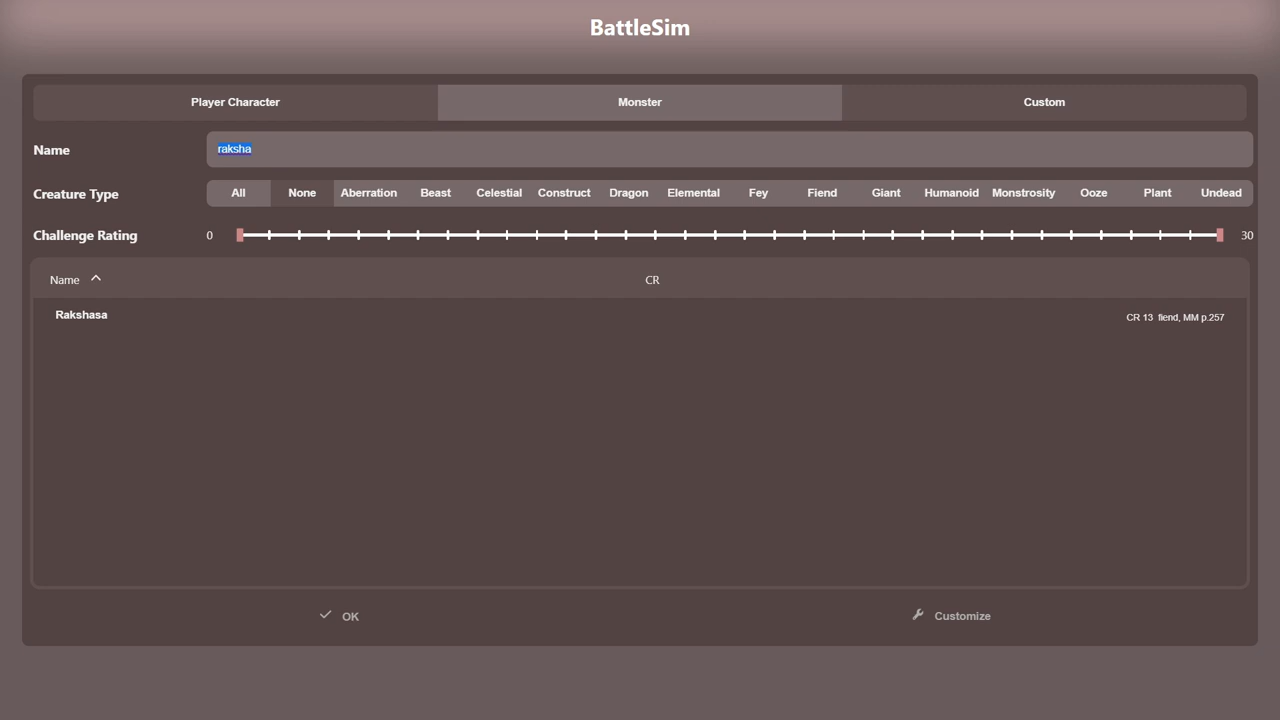 BattleSim
Player Character Monster Custom
Name raksha
Creature Type All None Aberration Beast Celestial Construct Dragon Elemental Fey Fiend Giant Humanoid Monstrosity Ooze Plant Undead
Challenge Rating 0 30
Name CR
Rakshasa CR 13 fiend, MM p.257
OK Customize